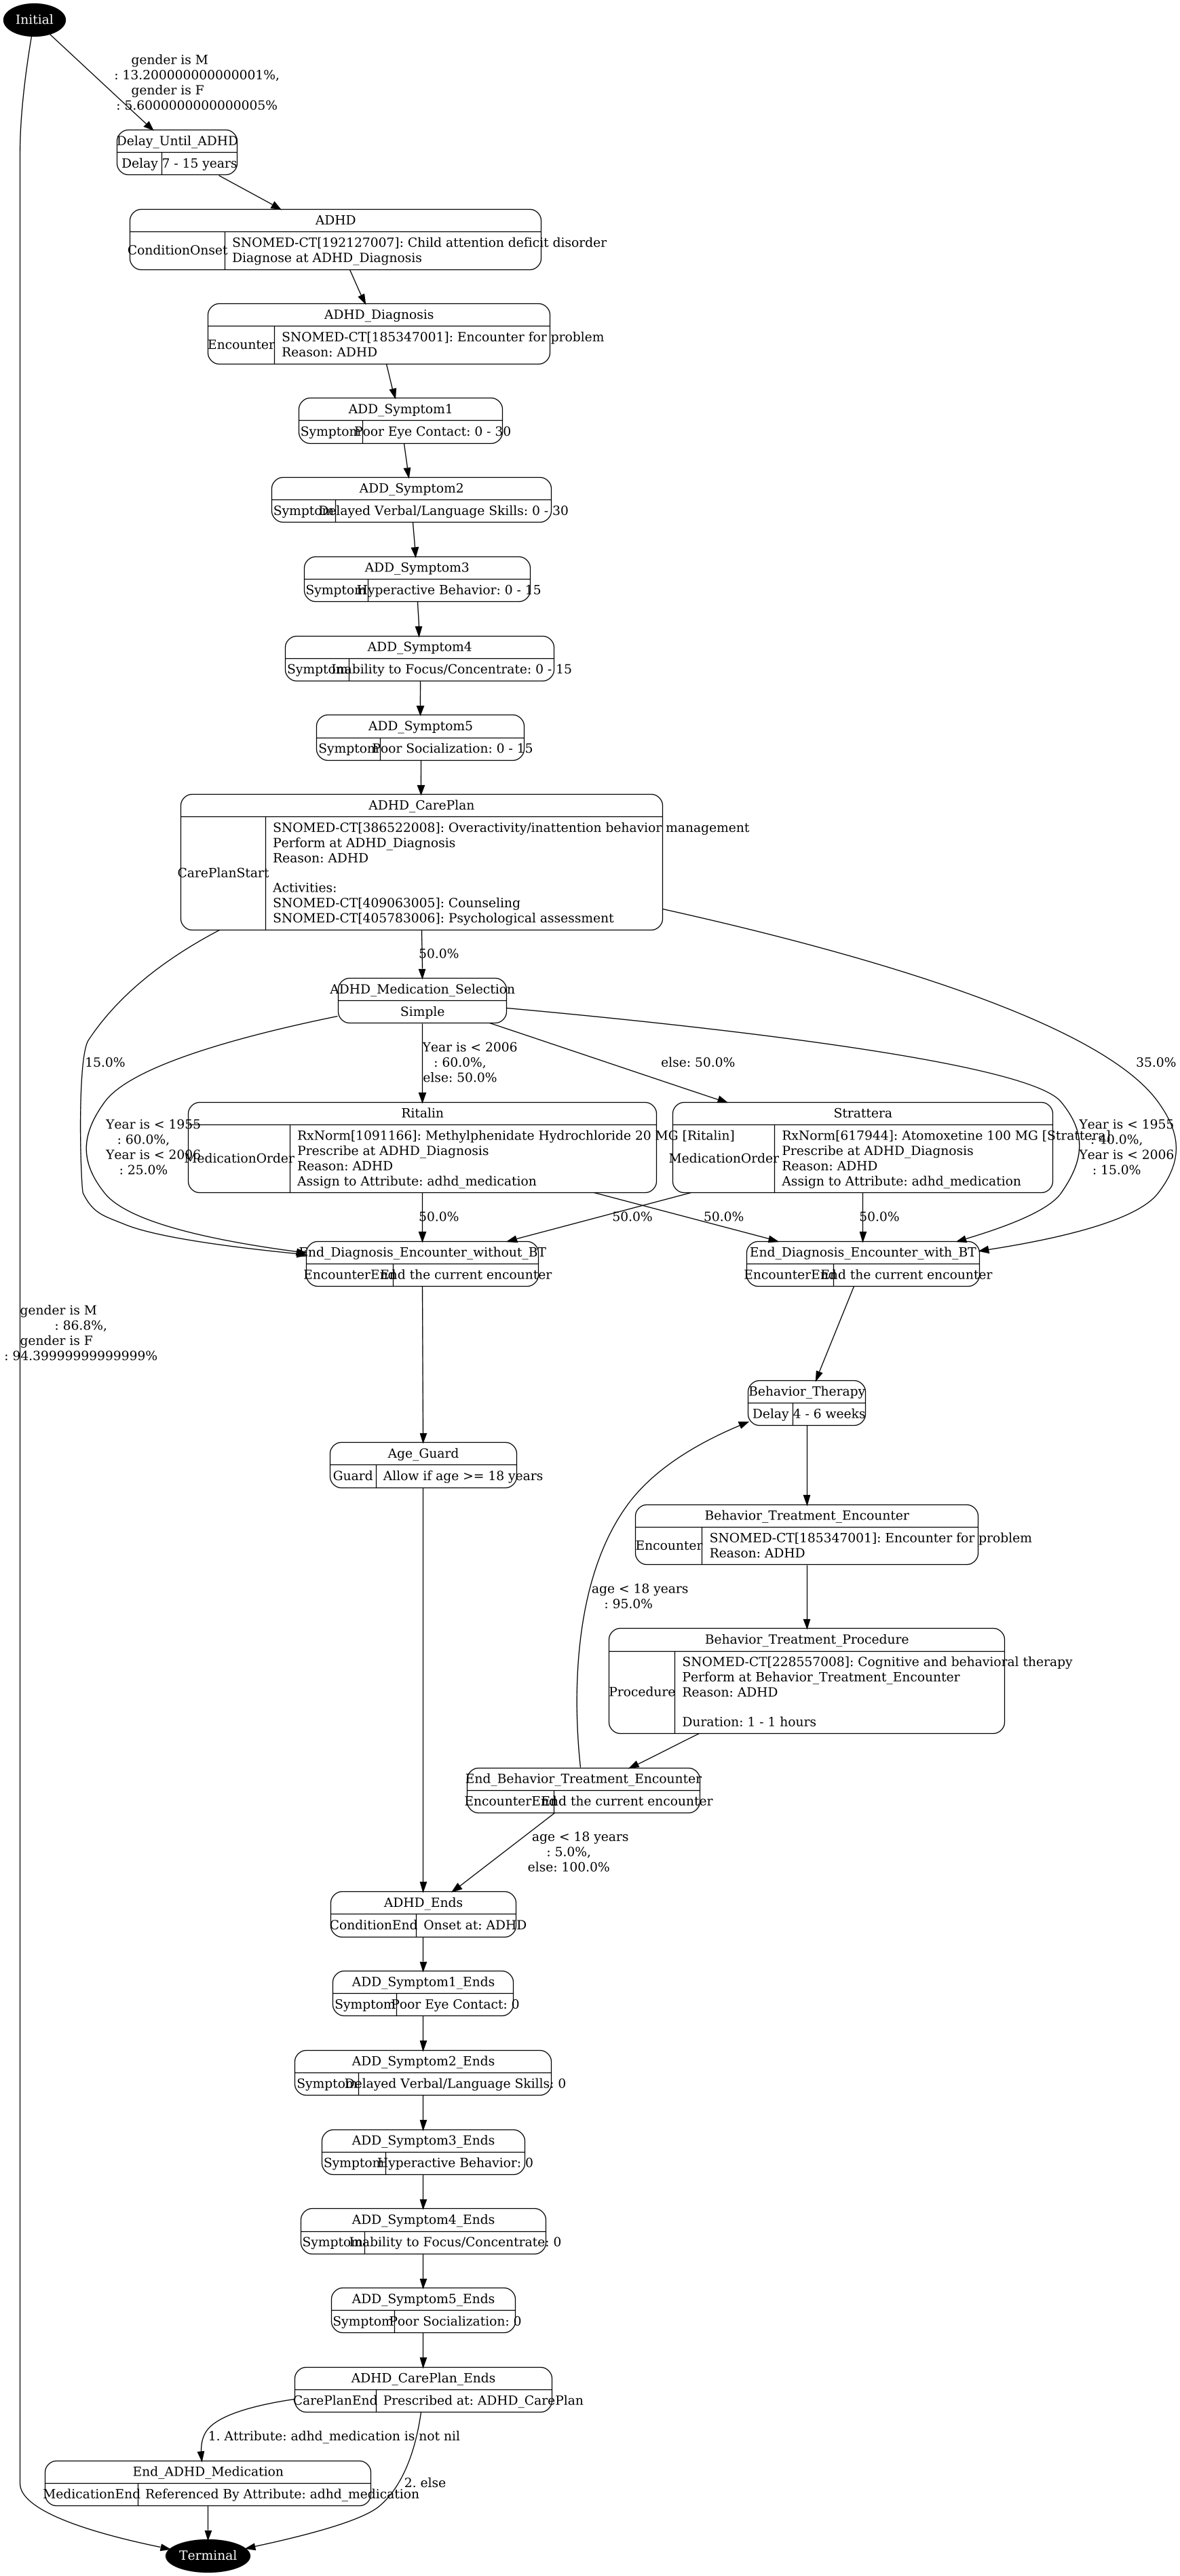 Initial
gender is M
: 13.200000000000001%,
gender is F
: 5.6000000000000005%
Delay_Until_ADHD
Delay
7 - 15 years
ADHD
ConditionOnset
SNOMED-CT[192127007]: Child attention deficit disorder
Diagnose at ADHD_Diagnosis
ADHD_Diagnosis
Encounter
SNOMED-CT[185347001]: Encounter for problem
Reason: ADHD
ADD_Symptom1
Symptom
Poor Eye Contact: 0 - 30
ADD_Symptom2
Symptom
Delayed Verbal/Language Skills: 0 - 30
ADD_Symptom3
Symptom
Hyperactive Behavior: 0 - 15
ADD_Symptom4
Symptom
Inability to Focus/Concentrate: 0 - 15
ADD_Symptom5
Symptom
Poor Socialization: 0 - 15
ADHD_CarePlan
CarePlanStart
SNOMED-CT[386522008]: Overactivity/inattention behavior management
Perform at ADHD_Diagnosis
Reason: ADHD
Activities:
SNOMED-CT[409063005]: Counseling
SNOMED-CT[405783006]: Psychological assessment
50.0%
ADHD_Medication_Selection
Simple
15.0%
Year is < 2006
: 60.0%,
else: 50.0%
else: 50.0%
35.0%
Year is < 1955
: 60.0%,
Year is < 2006
: 25.0%
Ritalin
MedicationOrder
RxNorm[1091166]: Methylphenidate Hydrochloride 20 MG [Ritalin]
Prescribe at ADHD_Diagnosis
Reason: ADHD
Assign to Attribute: adhd_medication
Strattera
MedicationOrder
RxNorm[617944]: Atomoxetine 100 MG [Strattera]
Prescribe at ADHD_Diagnosis
Reason: ADHD
Assign to Attribute: adhd_medication
Year is < 1955
: 40.0%,
Year is < 2006
: 15.0%
50.0%
50.0%
50.0%
50.0%
End_Diagnosis_Encounter_without_BT
EncounterEnd
End the current encounter
End_Diagnosis_Encounter_with_BT
EncounterEnd
End the current encounter
gender is M
: 86.8%,
gender is F
: 94.39999999999999%
Behavior_Therapy
Delay
4 - 6 weeks
Age_Guard
Guard
Allow if age >= 18 years
Behavior_Treatment_Encounter
Encounter
SNOMED-CT[185347001]: Encounter for problem
Reason: ADHD
age < 18 years
: 95.0%
Behavior_Treatment_Procedure
Procedure
SNOMED-CT[228557008]: Cognitive and behavioral therapy
Perform at Behavior_Treatment_Encounter
Reason: ADHD
Duration: 1 - 1 hours
End_Behavior_Treatment_Encounter
EncounterEnd
End the current encounter
age < 18 years
: 5.0%,
else: 100.0%
ADHD_Ends
ConditionEnd
Onset at: ADHD
ADD_Symptom1_Ends
Symptom
Poor Eye Contact: 0
ADD_Symptom2_Ends
Symptom
Delayed Verbal/Language Skills: 0
ADD_Symptom3_Ends
Symptom
Hyperactive Behavior: 0
ADD_Symptom4_Ends
Symptom
Inability to Focus/Concentrate: 0
ADD_Symptom5_Ends
Symptom
Poor Socialization: 0
ADHD_CarePlan_Ends
CarePlanEnd
Prescribed at: ADHD_CarePlan
1. Attribute: adhd_medication is not nil
End_ADHD_Medication
MedicationEnd
Referenced By Attribute: adhd_medication
2. else
Terminal